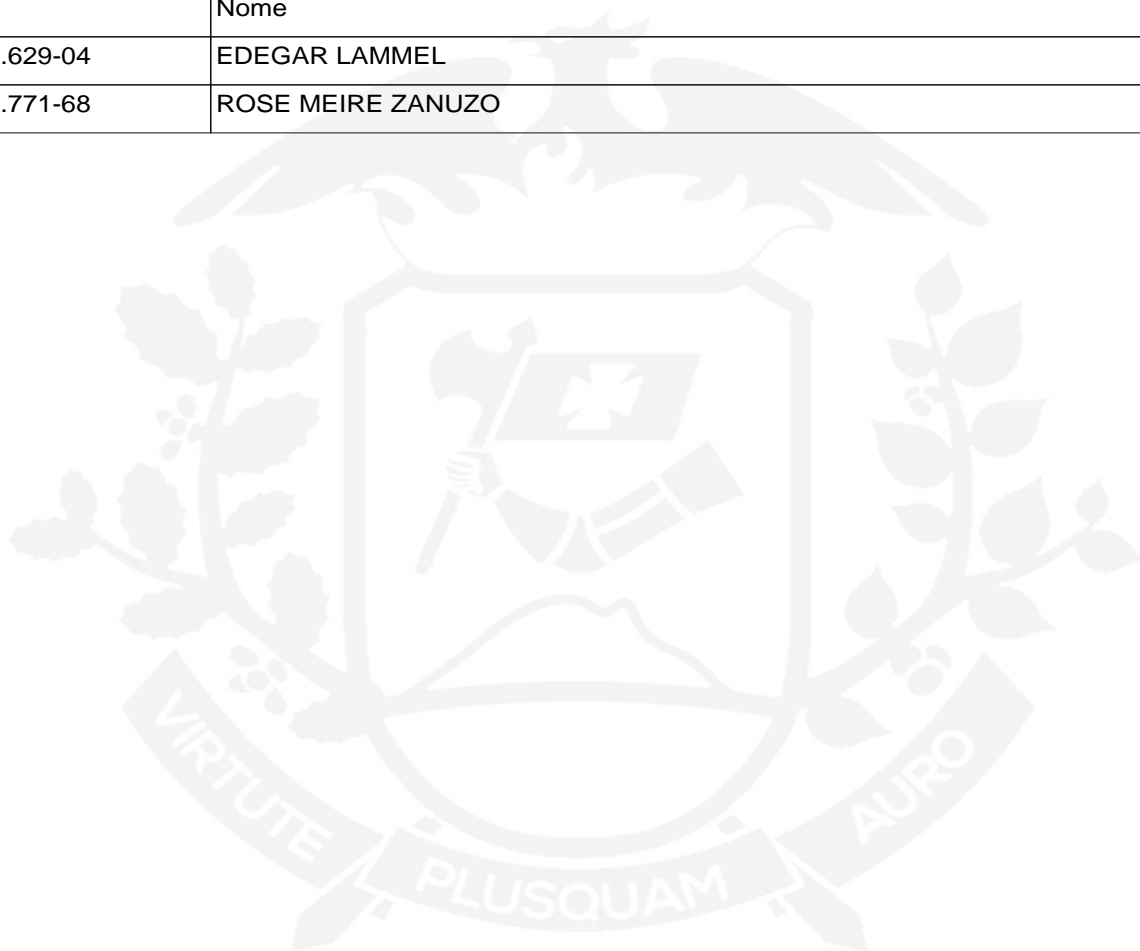 Nome
.629-04 EDEGAR LAMMEL
.771-68 ROSE MEIRE ZANUZO
VIRTUTE PLUSQUAM AURO